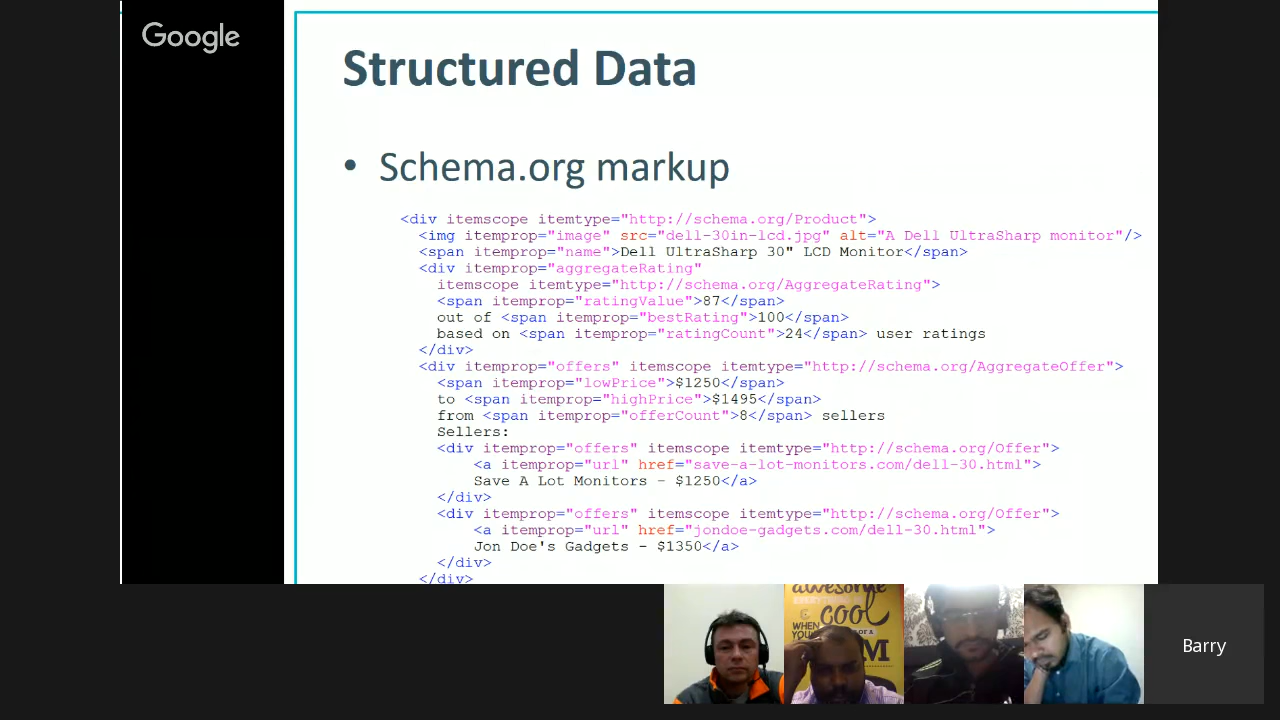 Google
Structured Data
• Schema.org markup
<div itemscope itemtype="http://schema.org/Product">
<img itemprop="image" src="dell-30in-lcd.jpg" alt="A Dell UltraSharp monitor"/>
<span itemprop="name">Dell UltraSharp 30" LCD Monitor</span>
<div itemprop="aggregateRating"
itemscope itemtype="http://schema.org/AggregateRating">
<span itemprop="ratingValue">87</span>
out of <span itemprop="bestRating">100</span>
based on <span itemprop="ratingCount">24</span> user ratings
</div>
<div itemprop="offers" itemscope itemtype="http://schema.org/AggregateOffer">
<span itemprop="lowPrice">$1250</span>
to <span itemprop="highPrice">$1495</span>
from <span itemprop="offerCount">8</span> sellers
Sellers:
<div itemprop="offers" itemscope itemtype="http://schema.org/Offer">
<a itemprop="url" href="save-a-lot-monitors.com/dell-30.html">
Save A Lot Monitors - $1250</a>
</div>
<div itemprop="offers" itemscope itemtype="http://schema.org/Offer">
<a itemprop="url" href="jondoe-gadgets.com/dell-30.html">
Jon Doe's Gadgets - $1350</a>
</div>
</div>
awesome
cool
WHEN
Barry